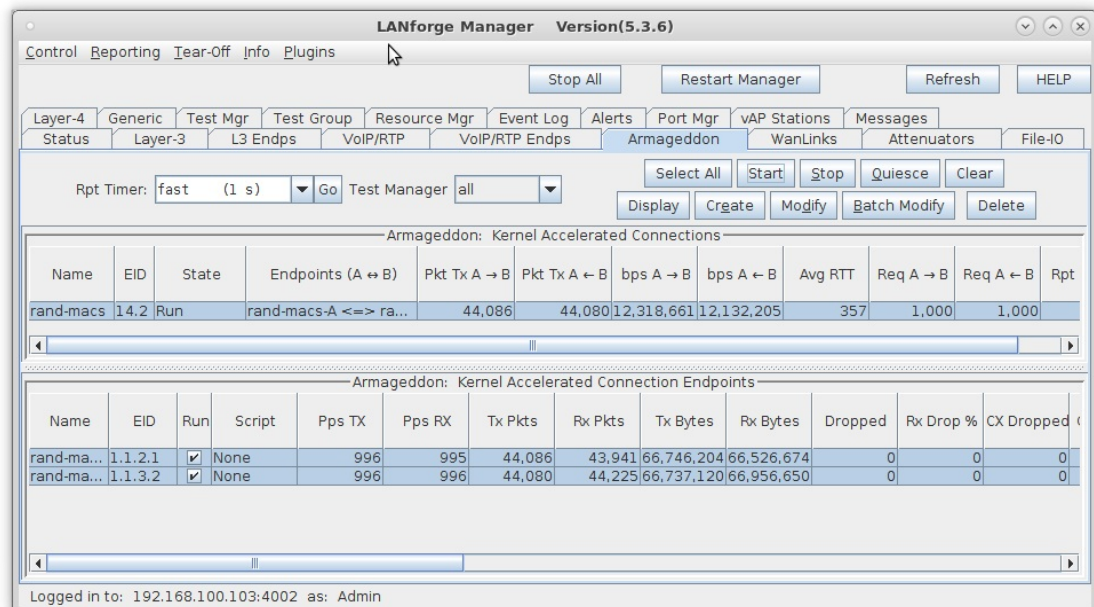 LANforge Manager Version(5.3.6)
Control Reporting Tear-Off Info Plugins
Stop All Restart Manager Refresh HELP
Layer-4 Generic Test Mgr Test Group Resource Mgr Event Log Alerts Port Mgr vAP Stations Messages
Status Layer-3 L3 Endps VoIP/RTP VoIP/RTP Endps Armageddon WanLinks Attenuators File-IO
Select All Start Stop Quiesce Clear
Rpt Timer: fast (1 s) Go Test Manager all
Display Create Modify Batch Modify Delete
Armageddon: Kernel Accelerated Connections
Name EID State Endpoints (A ↔ B) Pkt Tx A → B Pkt Tx A ← B bps A → B bps A ← B Avg RTT Req A → B Req A ← B Rpt
rand-macs 14.2 Run rand-macs-A <=> ra... 44,086 44,080 12,318,661 12,132,205 357 1,000 1,000
Armageddon: Kernel Accelerated Connection Endpoints
Name EID Run Script Pps TX Pps RX Tx Pkts Rx Pkts Tx Bytes Rx Bytes Dropped Rx Drop % CX Dropped
rand-ma... 1.1.2.1 None 996 995 44,086 43,941 66,746,204 66,526,674 0 0 0
rand-ma... 1.1.3.2 None 996 996 44,080 44,225 66,737,120 66,956,650 0 0 0
Logged in to: 192.168.100.103:4002 as: Admin